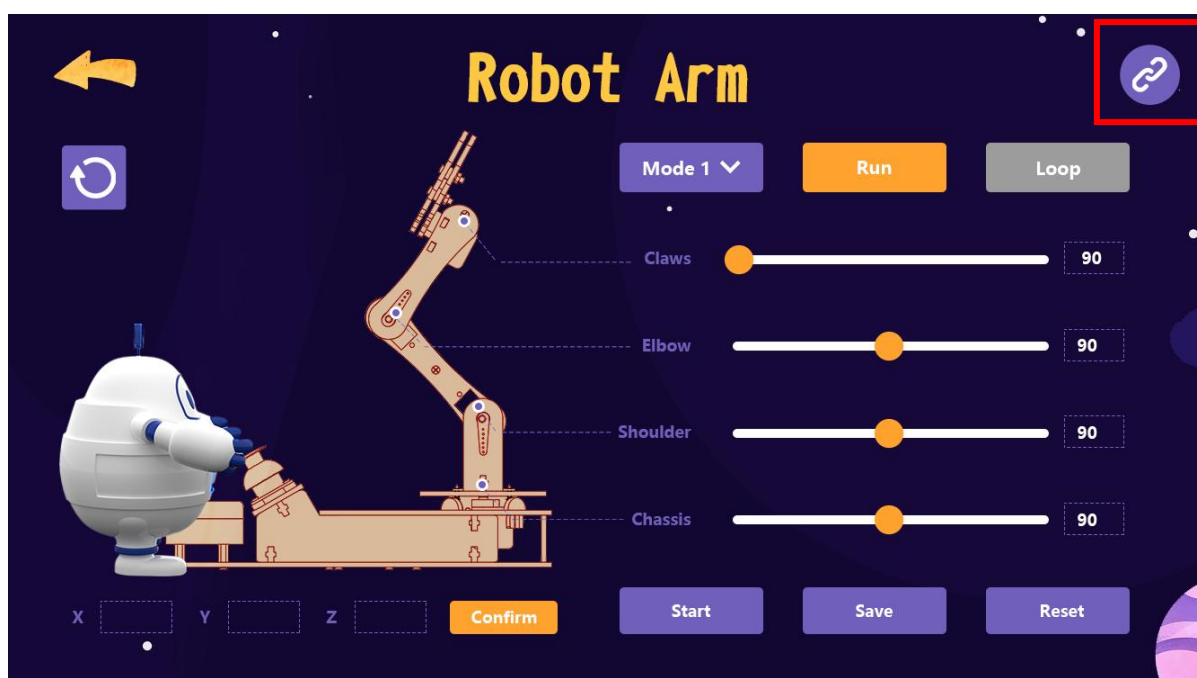 Robot Arm
Mode 1
Run
Loop
Claws
90
Elbow
90
Shoulder
90
Chassis
90
X
Y
Z
Confirm
Start
Save
Reset